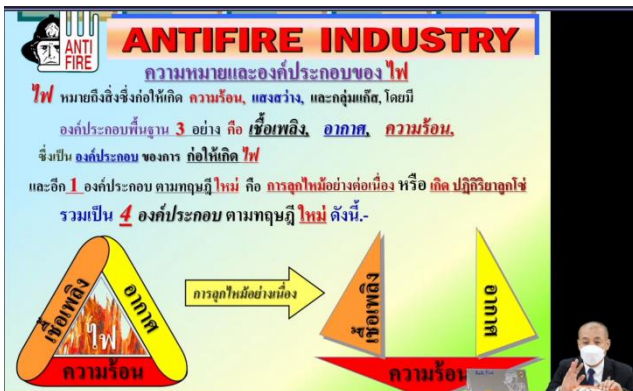 ANTI
FIRE
ANTIFIRE INDUSTRY
ความหมายและองค์ประกอบของ ไฟ
ไฟ หมายถึงสิ่งซึ่งก่อให้เกิด ความร้อน, แสงสว่าง, และกลุ่มแก๊ส, โดยมี
องค์ประกอบพื้นฐาน 3 อย่าง คือ เชื้อเพลิง, อากาศ, ความร้อน,
ซึ่งเป็น องค์ประกอบ ของการ ก่อให้เกิด ไฟ
และอีก 1 องค์ประกอบ ตามทฤษฎี ใหม่ คือ การลุกไหม้อย่างต่อเนื่อง หรือ เกิด ปฏิกิริยาลูกโซ่
รวมเป็น 4 องค์ประกอบ ตามทฤษฎี ใหม่ ดังนี้.-
เชื้อเพลิง
อากาศ
ไฟ
ความร้อน
การลุกไหม้อย่างเนื่อง
เชื้อเพลิง
อากาศ
ความร้อน